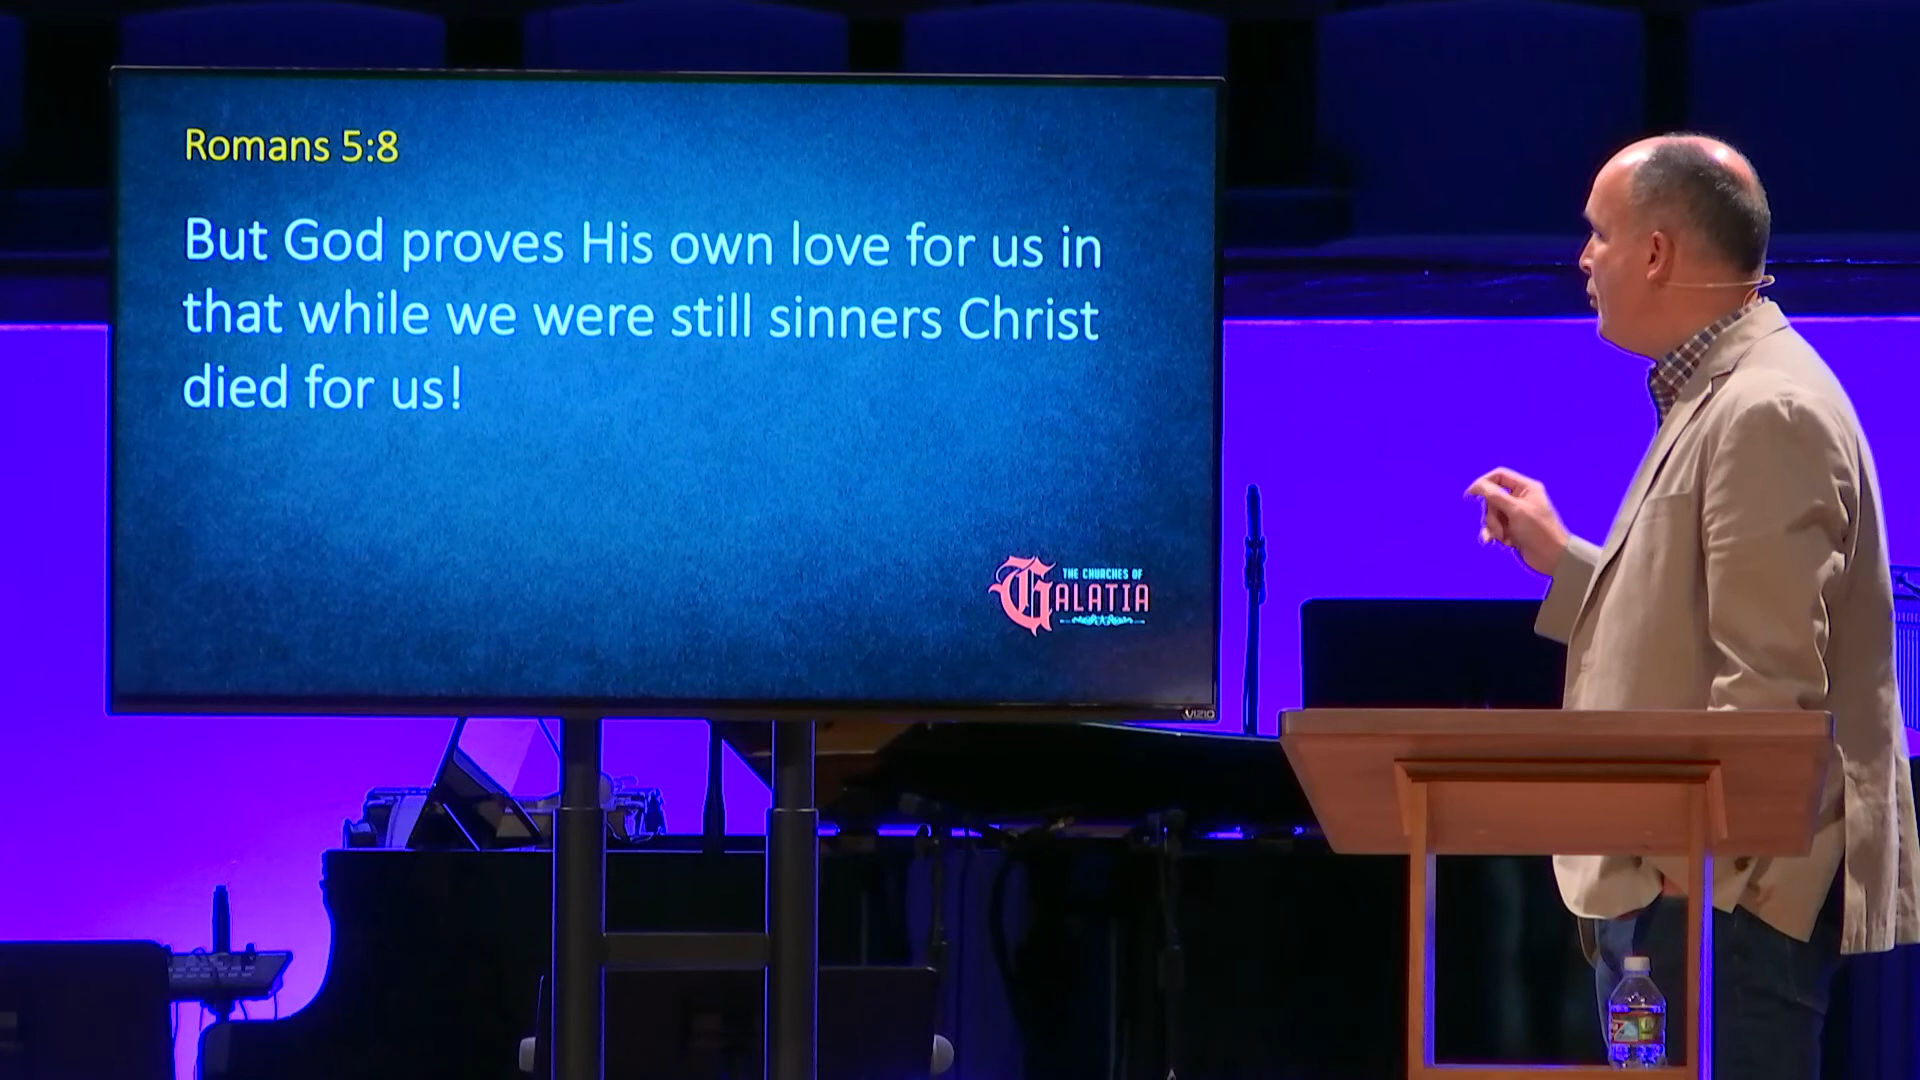 Romans 5:8
But God proves His own love for us in
that while we were still sinners Christ
died for us!
THE CHURCHES OF
GALATIA
VIZIO